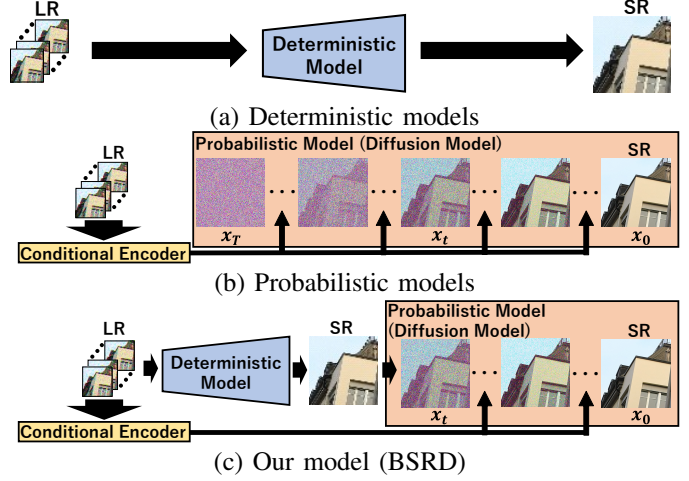 LR
SR
Deterministic
Model
(a) Deterministic models
LR
Probabilistic Model (Diffusion Model)
SR
x_T
x_t
x_0
Conditional Encoder
(b) Probabilistic models
LR
SR
Probabilistic Model
(Diffusion Model)
SR
Deterministic
Model
x_t
x_0
Conditional Encoder
(c) Our model (BSRD)